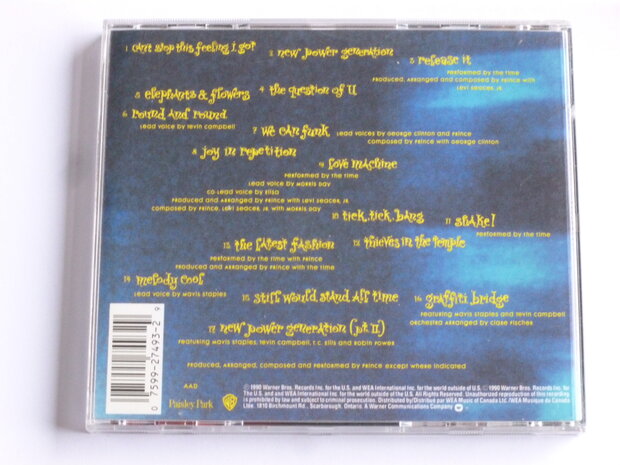 1 can't stop this feeling i got
2 new power generation
3 release it
Performed by the Time
Produced, arranged and composed by Prince with
Levi Seacer, Jr.
5 elephants & flowers
4 the question of U
6 round and round
Lead voice by Tevin Campbell
7 we can funk
Lead voices by George Clinton and Prince
composed by Prince with George Clinton
8 joy in repetition
9 love machine
Performed by the Time
Lead voice by Morris Day
Co-lead voice by Elisa
Produced and arranged by Prince with Levi Seacer, Jr.
composed by Prince, Levi Seacer, Jr. with Morris Day
10 tick, tick, bang
11 shake!
Performed by the Time
13 the latest fashion
12 thieves in the temple
Performed by the Time with Prince
Produced and arranged by Prince with the Time
14 melody cool
Lead voice by Mavis Staples
15 still would stand all time
16 graffiti bridge
Featuring Mavis Staples and Tevin Campbell
Orchestra arranged by Clare Fischer
17 new power generation (pt. II)
Featuring Mavis Staples, Tevin Campbell, T.C. Ellis and Robin Power
Produced, arranged, composed and performed by Prince except where indicated
0 7599-27493-2 9
AAD
Paisley Park
WB
℗ 1990 Warner Bros. Records Inc. for the U.S. and WEA International Inc. for the world outside of U.S. © 1990 Warner Bros. Records Inc. for
the U.S. and WEA International Inc. for the world outside of the U.S. All Rights Reserved. Unauthorized reproduction of this recording
is prohibited by law and subject to criminal prosecution. Distributed/Distribué par WEA Music of Canada Ltd./WEA Musique du Canada
Ltée. 1810 Birchmount Rd., Scarborough, Ontario. A Warner Communications Company